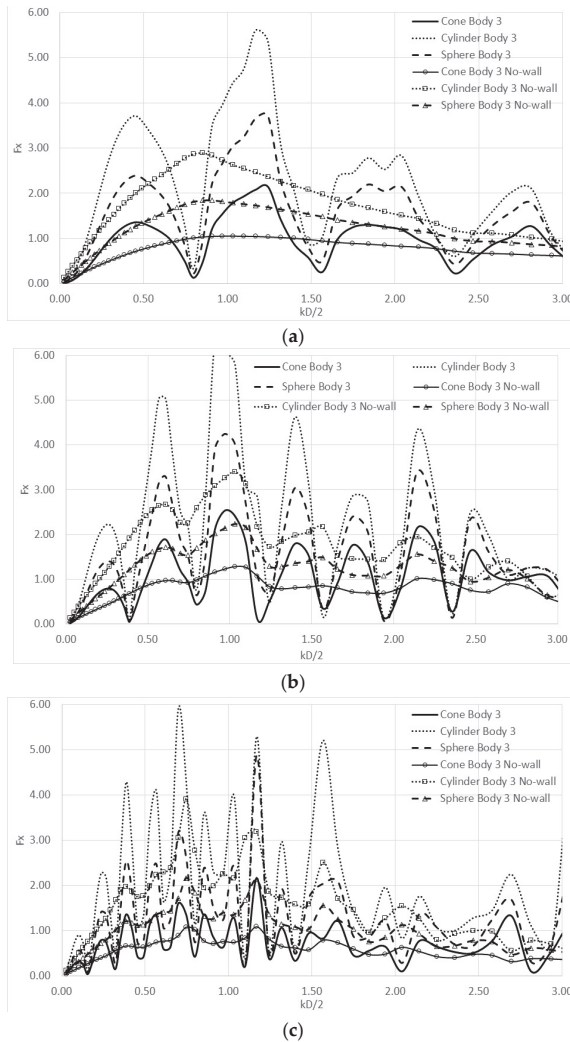 6.00
5.00
4.00
3.00
2.00
1.00
0.00
Fx
Cone Body 3
Cylinder Body 3
Sphere Body 3
Cone Body 3 No-wall
Cylinder Body 3 No-wall
Sphere Body 3 No-wall
0.00 0.50 1.00 1.50 2.00 2.50 3.00
kD/2
(a)
6.00
5.00
4.00
3.00
2.00
1.00
0.00
Cone Body 3 Cylinder Body 3
Sphere Body 3 Cone Body 3 No-wall
Cylinder Body 3 No-wall Sphere Body 3 No-wall
0.00 0.50 1.00 1.50 2.00 2.50 3.00
kD/2
(b)
6.00
5.00
4.00
3.00
2.00
1.00
0.00
Fx
Cone Body 3
Cylinder Body 3
Sphere Body 3
Cone Body 3 No-wall
Cylinder Body 3 No-wall
Sphere Body 3 No-wall
0.00 0.50 1.00 1.50 2.00 2.50 3.00
kD/2
(c)